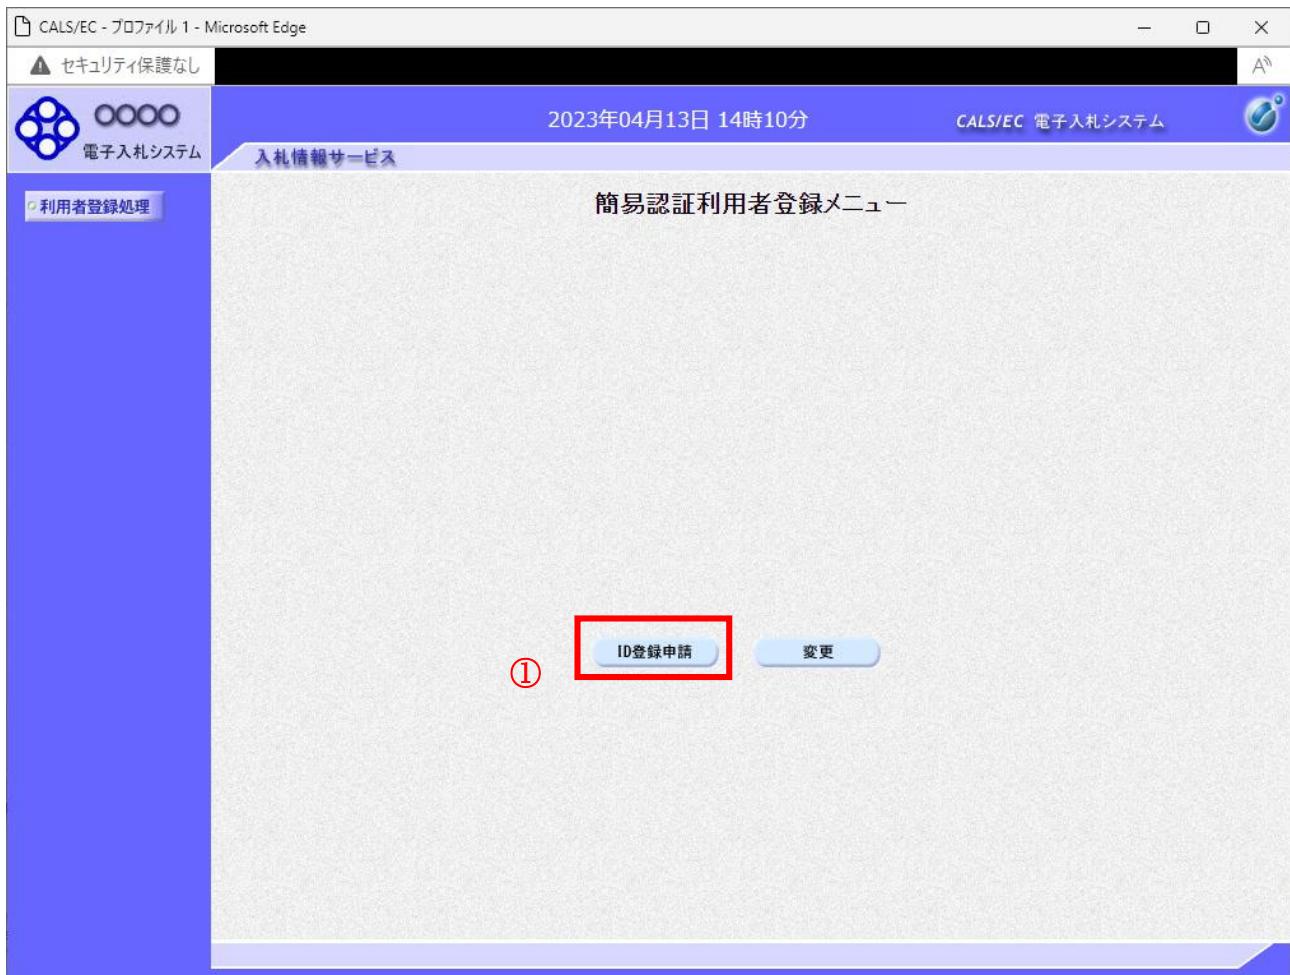 CALS/EC - プロファイル 1 - Microsoft Edge
セキュリティ保護なし
○○○○
電子入札システム
2023年04月13日 14時10分
CALS/EC 電子入札システム
入札情報サービス
利用者登録処理
簡易認証利用者登録メニュー
① ID登録申請 変更